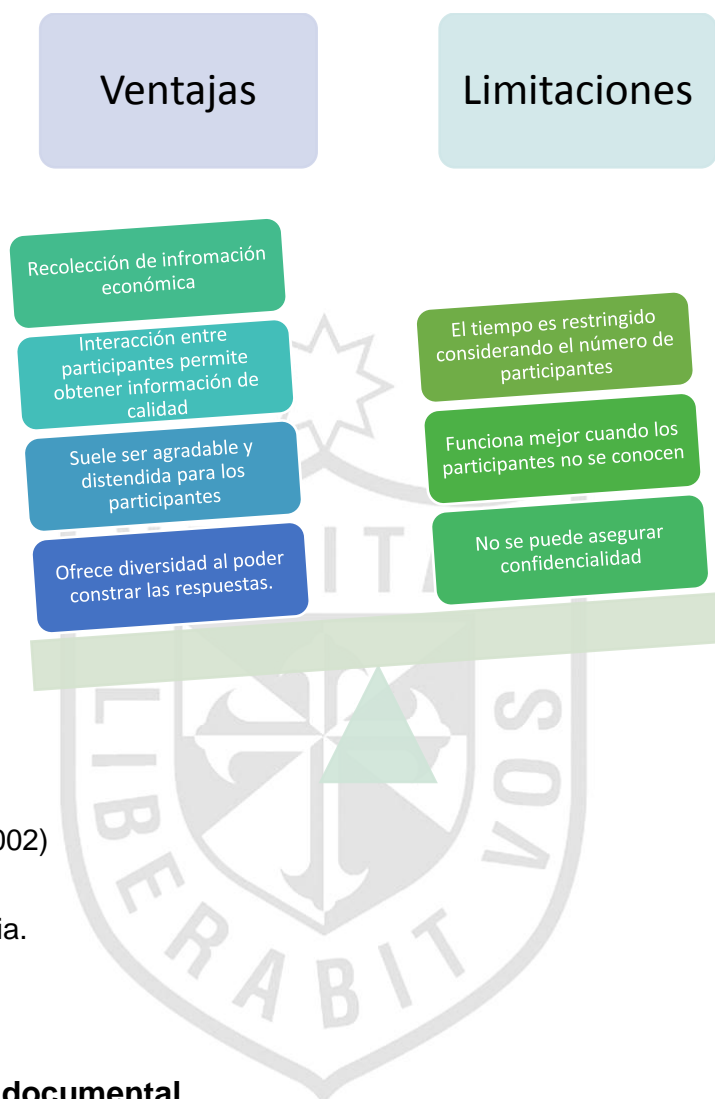 Ventajas
Limitaciones
Recolección de infromación
económica
Interacción entre
participantes permite
obtener información de
calidad
Suele ser agradable y
distendida para los
participantes
Ofrece diversidad al poder
constrar las respuestas.
El tiempo es restringido
considerando el número de
participantes
Funciona mejor cuando los
participantes no se conocen
No se puede asegurar
confidencialidad
002)
ia.
documental
LIBERABIT VOS